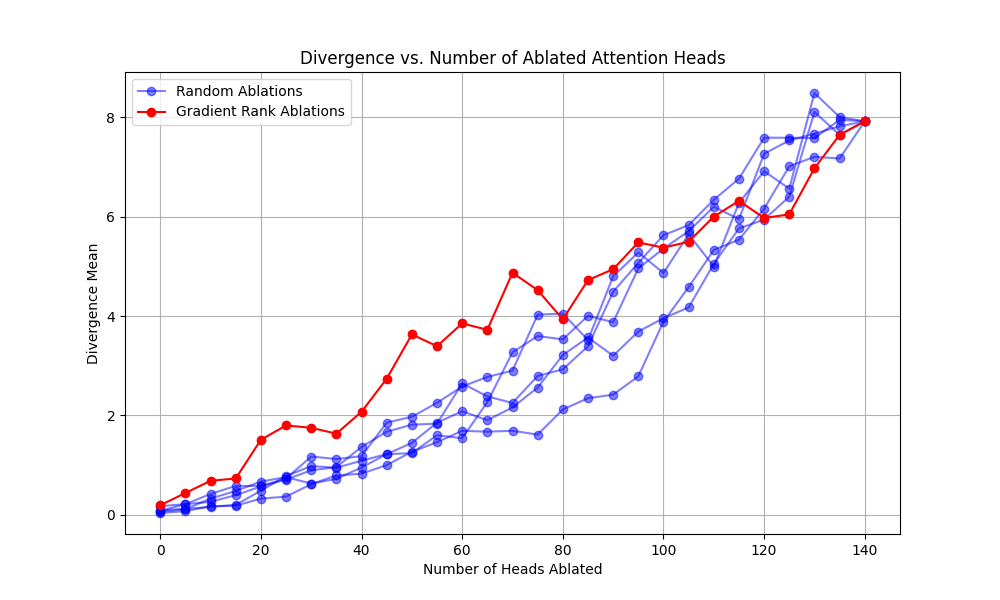 Divergence vs. Number of Ablated Attention Heads
Random Ablations
Gradient Rank Ablations
8
6
4
2
0
Divergence Mean
0 20 40 60 80 100 120 140
Number of Heads Ablated